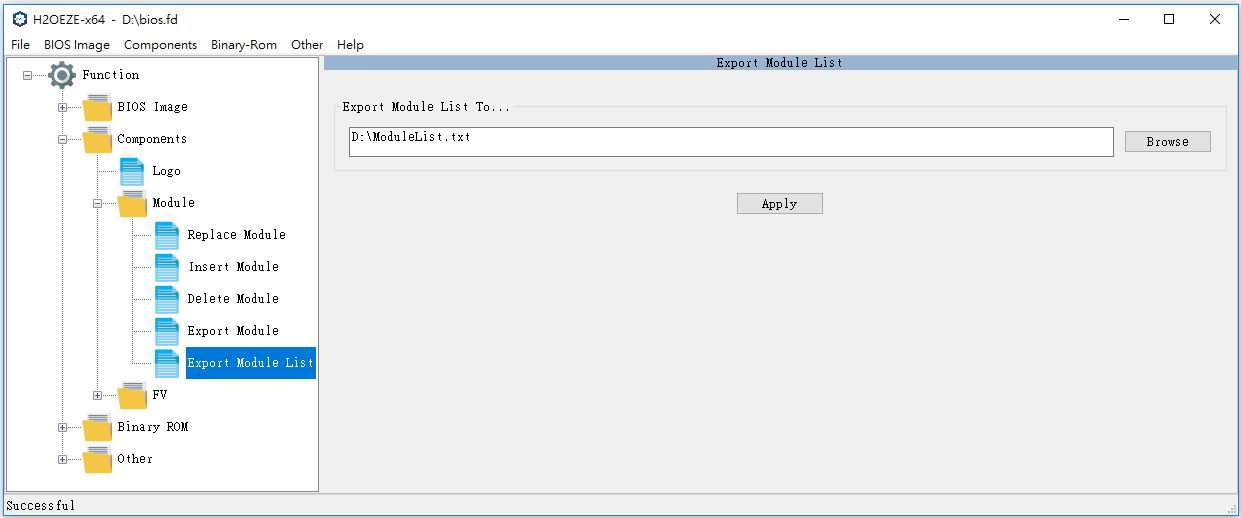 H2OEZE-x64 - D:\bios.fd
File BIOS Image Components Binary-Rom Other Help
Function
BIOS Image
Components
Logo
Module
Replace Module
Insert Module
Delete Module
Export Module
Export Module List
FV
Binary ROM
Other
Export Module List
Export Module List To...
D:\ModuleList.txt
Browse
Apply
Successful